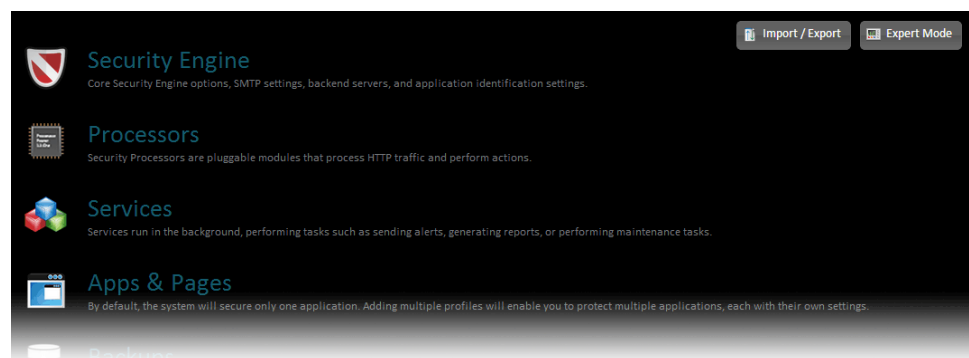 Import / Export
Expert Mode
Security Engine
Core Security Engine options, SMTP settings, backend servers, and application identification settings.
Processors
Security Processors are pluggable modules that process HTTP traffic and perform actions.
Services
Services run in the background, performing tasks such as sending alerts, generating reports, or performing maintenance tasks.
Apps & Pages
By default, the system will secure only one application. Adding multiple profiles will enable you to protect multiple applications, each with their own settings.
Backups